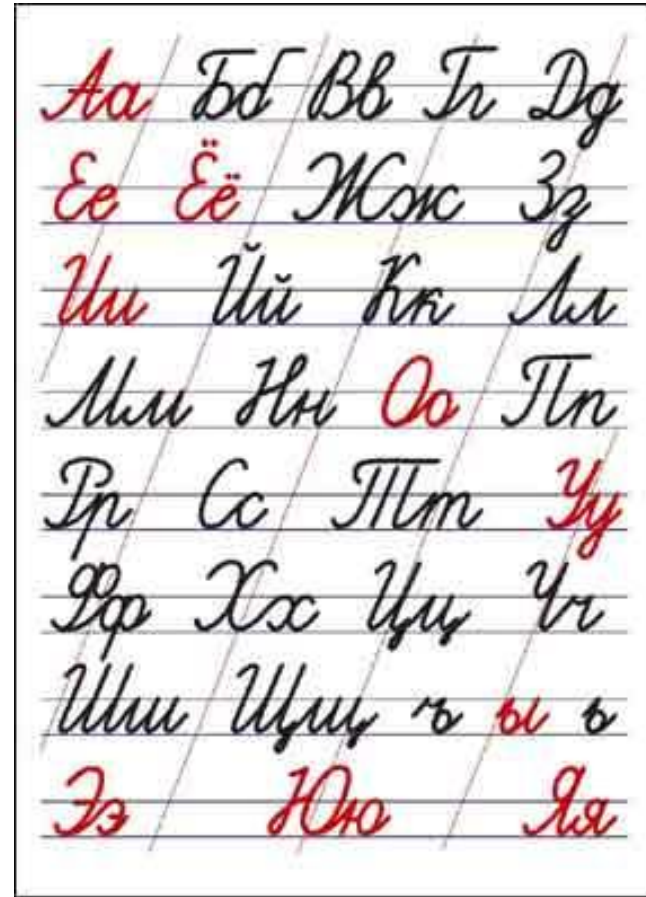 Аа Бб Вв Гг Дд
Ее Ёё Жж Зз
Ии Йй Кк Лл
Мм Нн Оо Пп
Рр Сс Тт Уу
Фф Хх Цц Чч
Шш Щщ ъ ы ь
Ээ Юю Яя